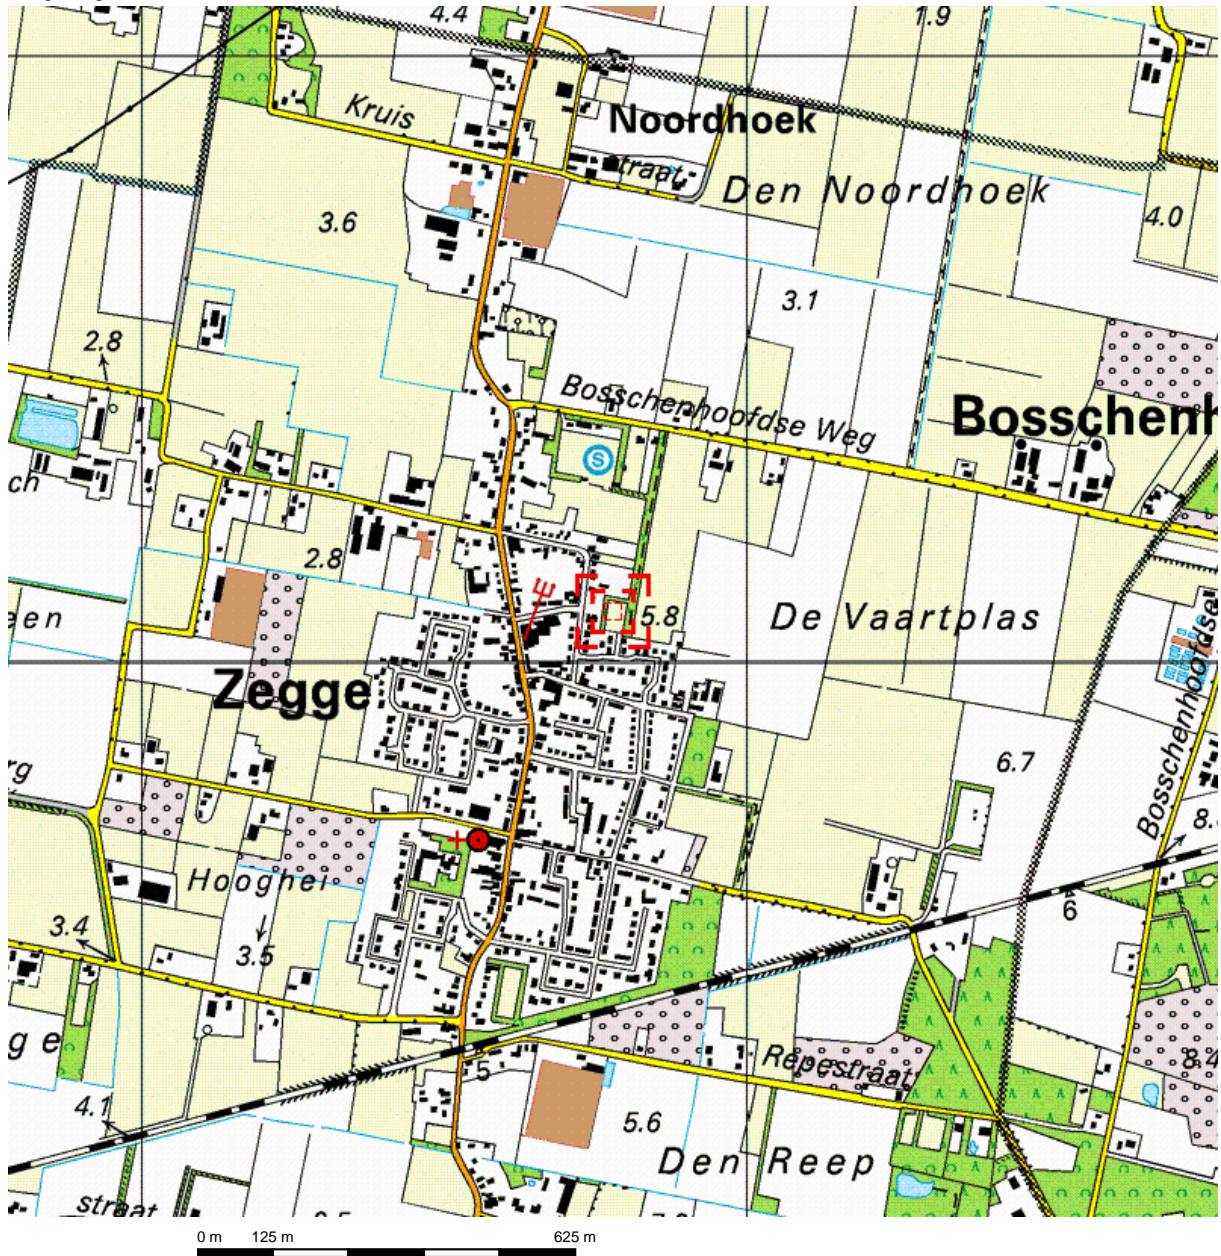 4.4
1.9
Kruis
Noordhoek
straat
Den Noordhoek
3.6
4.0
3.1
2.8
Bosschenhoofdse Weg
Bosschenh
S
ch
2.8
E
een
5.8
De Vaartplas
Zegge
Bosschenhoofdse
6.7
rg
8.
Hooghei
6
3.4
3.5
ge
5
Repestraat
8.4
4.1
5.6
Den Reep
straat
0 m 125 m 625 m